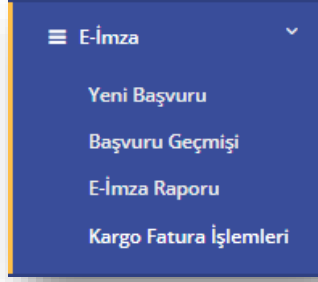 E-İmza
Yeni Başvuru
Başvuru Geçmişi
E-İmza Raporu
Kargo Fatura İşlemleri